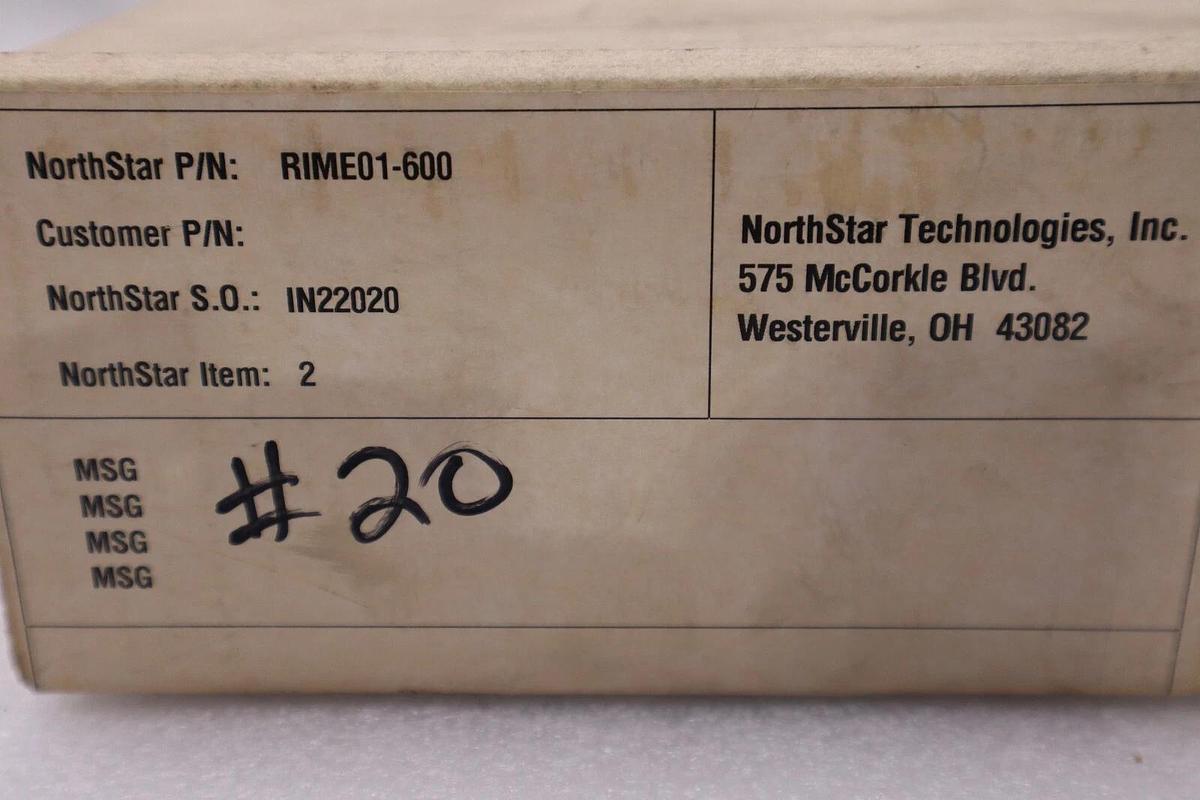 NorthStar P/N: RIME01-600
Customer P/N:
NorthStar S.O.: IN22020
NorthStar Item: 2
NorthStar Technologies, Inc.
575 McCorkle Blvd.
Westerville, OH 43082
MSG
MSG
MSG
MSG
#20